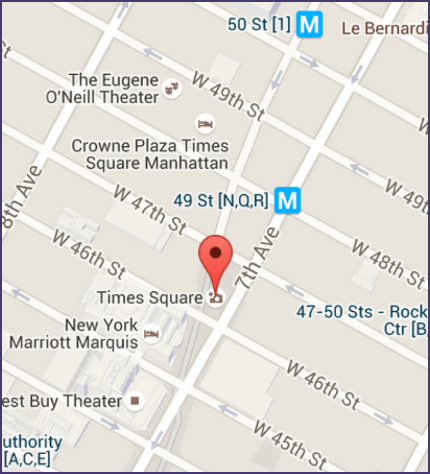 50 St [1]
M
Le Bernardi
The Eugene
O'Neill Theater
W 49th St
Crowne Plaza Times
Square Manhattan
W 49th
49 St [N,Q,R]
M
8th Ave
W 47th St
W 46th St
7th Ave
W 48th St
Times Square
47-50 Sts - Rock
Ctr [B,
New York
Marriott Marquis
W 46th St
est Buy Theater
W 45th St
uthority
[A,C,E]